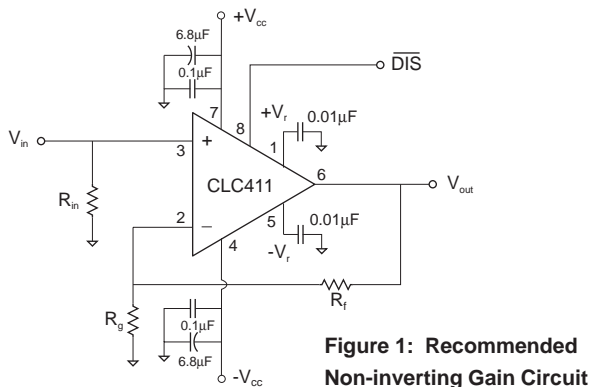 +Vcc
6.8µF
0.1µF
DIS
7
8
+Vr
0.01µF
Vin
3
+
1
CLC411
6
Vout
Rin
2
−
5
0.01µF
4
-Vr
Rf
Rg
0.1µF
6.8µF
-Vcc
Figure 1: Recommended
Non-inverting Gain Circuit